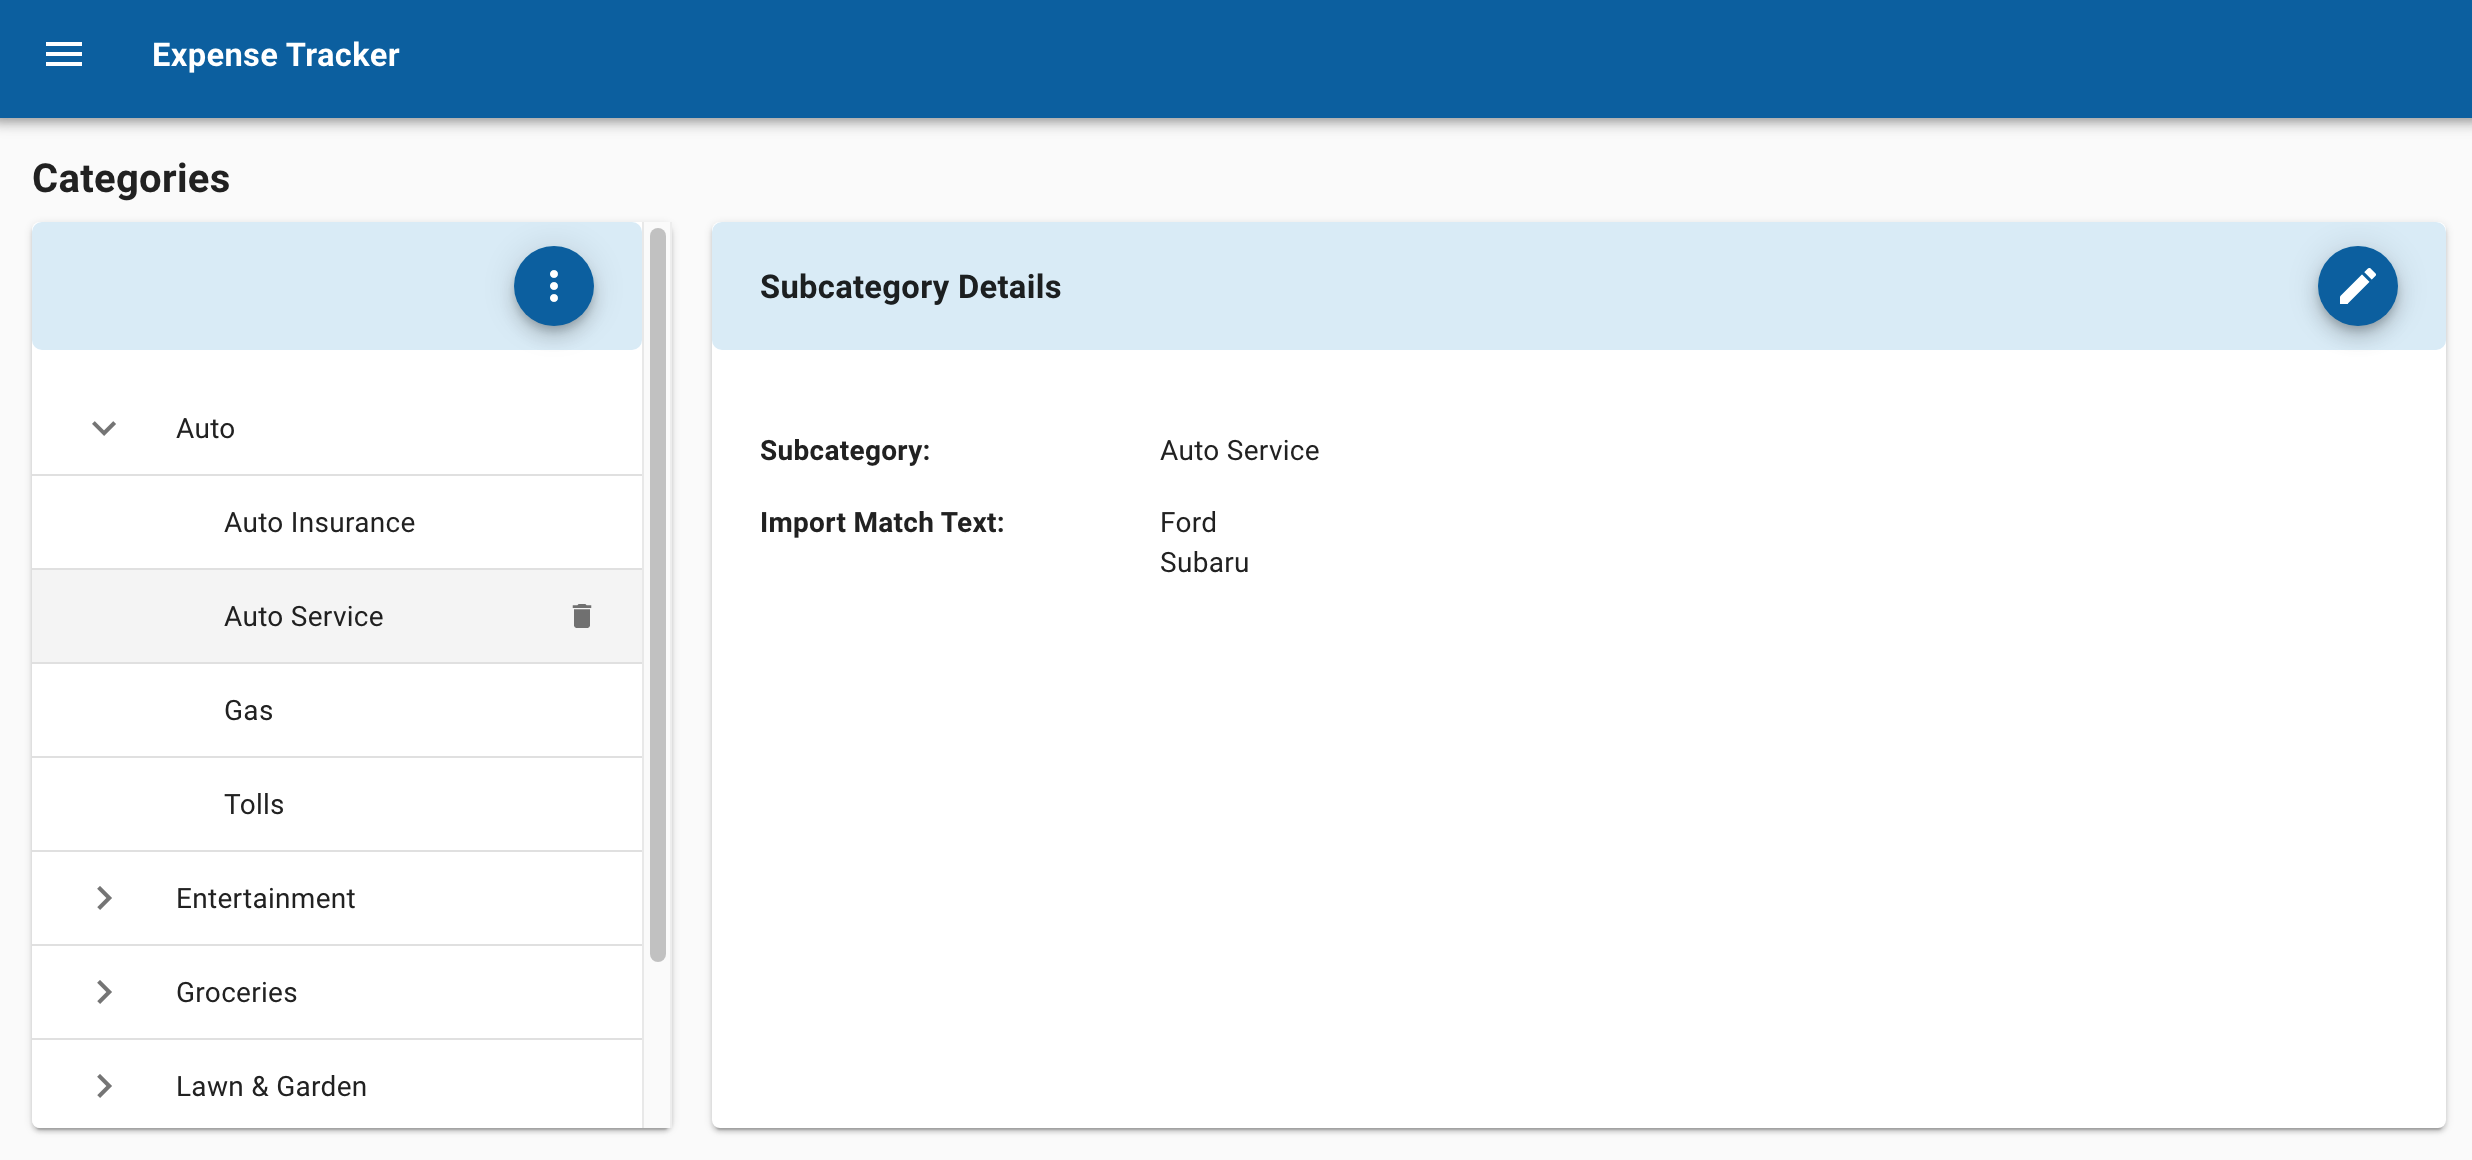 Expense Tracker
Categories
Auto
Auto Insurance
Auto Service
Gas
Tolls
Entertainment
Groceries
Lawn & Garden
Subcategory Details
Subcategory: Auto Service
Import Match Text: Ford
Subaru